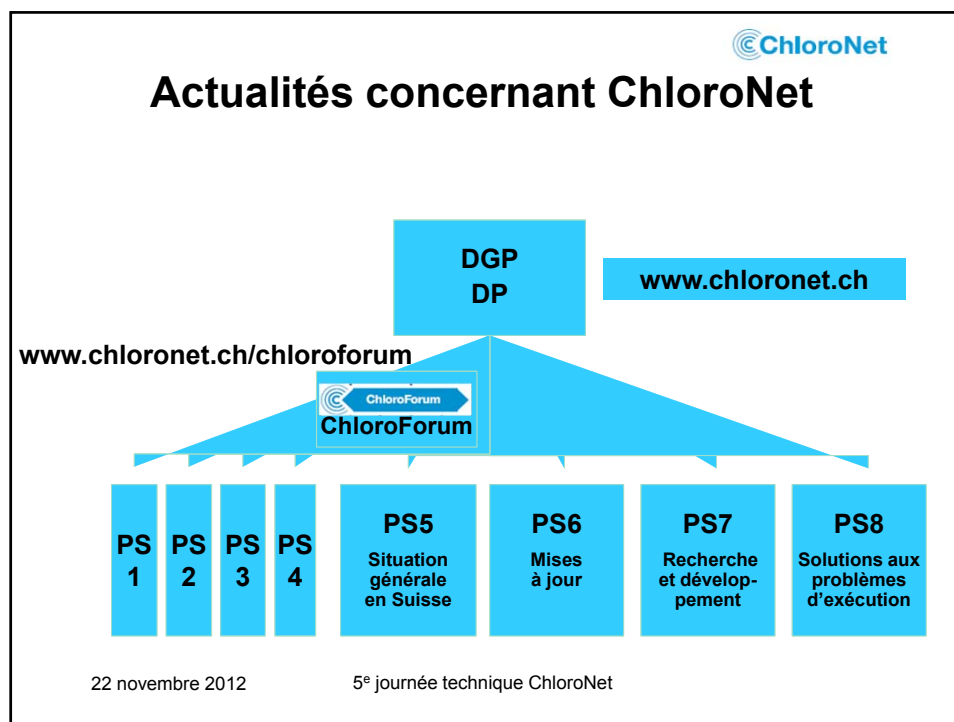 ChloroNet
Actualités concernant ChloroNet
DGP
DP
www.chloronet.ch
www.chloronet.ch/chloroforum
ChloroForum
ChloroForum
PS
1
PS
2
PS
3
PS
4
PS5
Situation
générale
en Suisse
PS6
Mises
à jour
PS7
Recherche
et dévelop-
pement
PS8
Solutions aux
problèmes
d'exécution
22 novembre 2012
5e journée technique ChloroNet